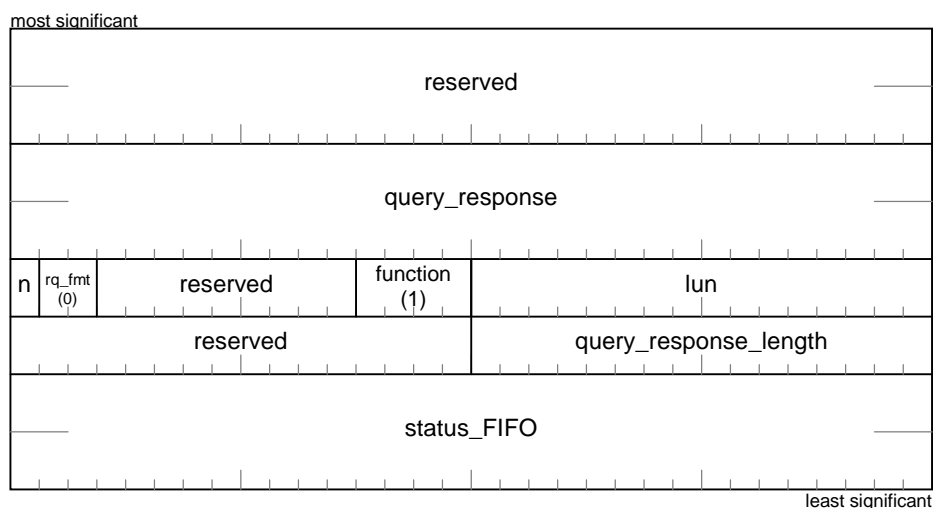 most significant
reserved
query_response
n rq_fmt reserved function lun
(0) (1)
reserved query_response_length
status_FIFO
least significant